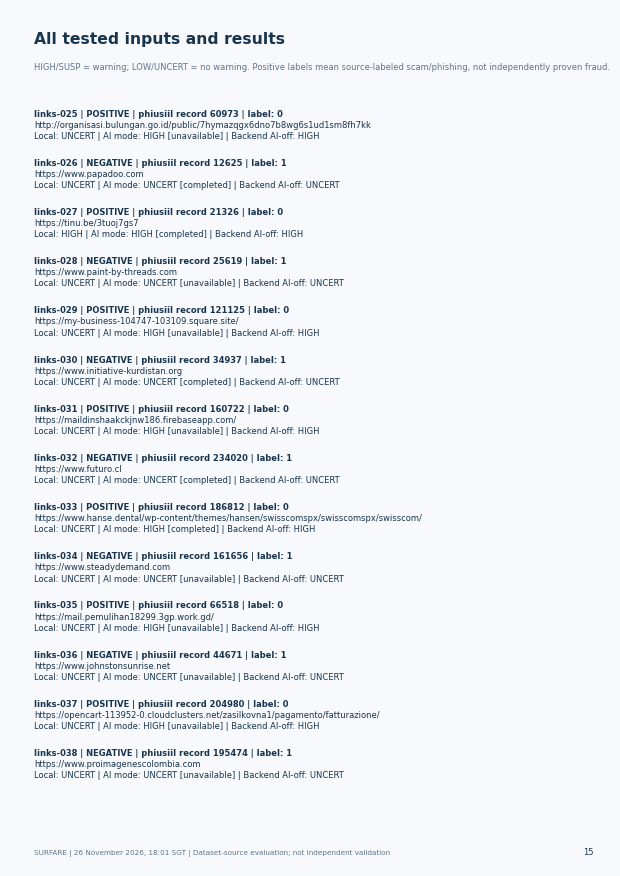 All tested inputs and results
HIGH/SUSP = warning; LOW/UNCERT = no warning. Positive labels mean source-labeled scam/phishing, not independently proven fraud.
links-025 | POSITIVE | phiusiil record 60973 | label: 0
http://organisasi.bulungan.go.id/public/7hymazqgx6dno7b8wg6s1ud1sm8fh7kk
Local: UNCERT | AI mode: HIGH [unavailable] | Backend AI-off: HIGH
links-026 | NEGATIVE | phiusiil record 12625 | label: 1
https://www.papadoo.com
Local: UNCERT | AI mode: UNCERT [completed] | Backend AI-off: UNCERT
links-027 | POSITIVE | phiusiil record 21326 | label: 0
https://tinu.be/3tuoj7gs7
Local: HIGH | AI mode: HIGH [completed] | Backend AI-off: HIGH
links-028 | NEGATIVE | phiusiil record 25619 | label: 1
https://www.paint-by-threads.com
Local: UNCERT | AI mode: UNCERT [unavailable] | Backend AI-off: UNCERT
links-029 | POSITIVE | phiusiil record 121125 | label: 0
https://my-business-104747-103109.square.site/
Local: UNCERT | AI mode: HIGH [unavailable] | Backend AI-off: HIGH
links-030 | NEGATIVE | phiusiil record 34937 | label: 1
https://www.initiative-kurdistan.org
Local: UNCERT | AI mode: UNCERT [completed] | Backend AI-off: UNCERT
links-031 | POSITIVE | phiusiil record 160722 | label: 0
https://maildinshaakckjnw186.firebaseapp.com/
Local: UNCERT | AI mode: HIGH [unavailable] | Backend AI-off: HIGH
links-032 | NEGATIVE | phiusiil record 234020 | label: 1
https://www.futuro.cl
Local: UNCERT | AI mode: UNCERT [completed] | Backend AI-off: UNCERT
links-033 | POSITIVE | phiusiil record 186812 | label: 0
https://www.hanse.dental/wp-content/themes/hansen/swisscomspx/swisscomspx/swisscom/
Local: UNCERT | AI mode: HIGH [completed] | Backend AI-off: HIGH
links-034 | NEGATIVE | phiusiil record 161656 | label: 1
https://www.steadydemand.com
Local: UNCERT | AI mode: UNCERT [unavailable] | Backend AI-off: UNCERT
links-035 | POSITIVE | phiusiil record 66518 | label: 0
https://mail.pemulihan18299.3gp.work.gd/
Local: UNCERT | AI mode: HIGH [unavailable] | Backend AI-off: HIGH
links-036 | NEGATIVE | phiusiil record 44671 | label: 1
https://www.johnstonsunrise.net
Local: UNCERT | AI mode: UNCERT [unavailable] | Backend AI-off: UNCERT
links-037 | POSITIVE | phiusiil record 204980 | label: 0
https://opencart-113952-0.cloudclusters.net/zasilkovna1/pagamento/fatturazione/
Local: UNCERT | AI mode: HIGH [unavailable] | Backend AI-off: HIGH
links-038 | NEGATIVE | phiusiil record 195474 | label: 1
https://www.proimagenescolombia.com
Local: UNCERT | AI mode: UNCERT [unavailable] | Backend AI-off: UNCERT
SURFARE | 26 November 2026, 18:01 SGT | Dataset-source evaluation; not independent validation
15